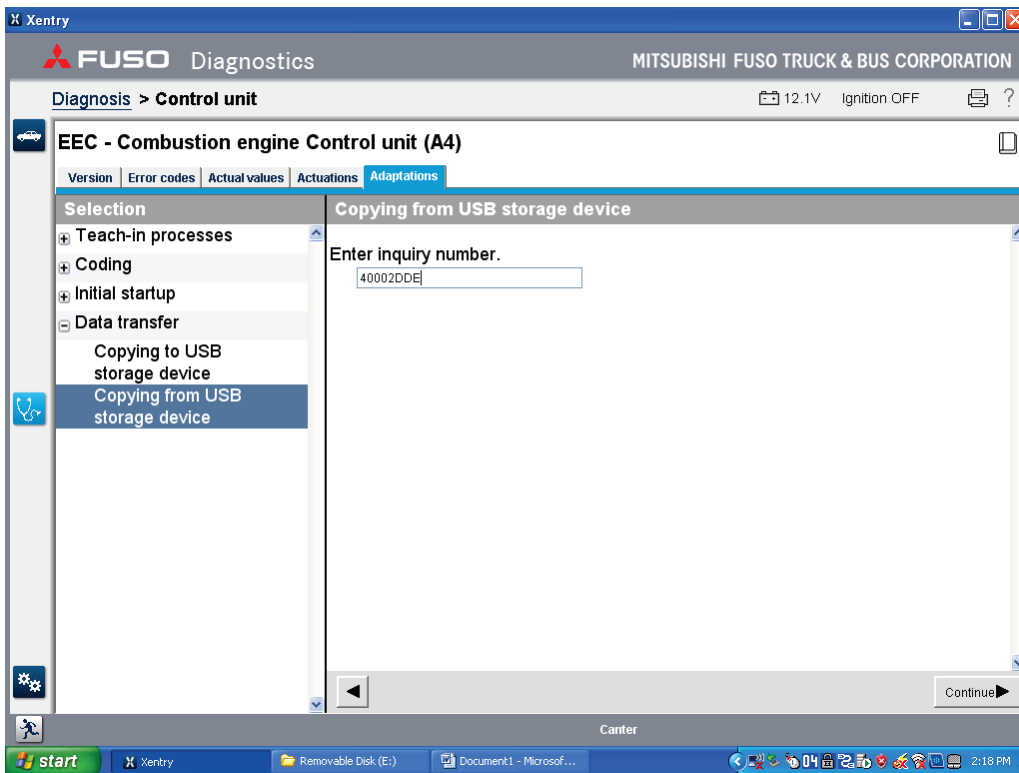 Xentry
FUSO Diagnostics
MITSUBISHI FUSO TRUCK & BUS CORPORATION
Diagnosis > Control unit
12.1V Ignition OFF
?
EEC - Combustion engine Control unit (A4)
Version Error codes Actual values Actuations Adaptations
Selection
Copying from USB storage device
Teach-in processes
Coding
Initial startup
Data transfer
Copying to USB
storage device
Copying from USB
storage device
Enter inquiry number.
40002DDE
Continue
Canter
start
Xentry
Removable Disk (E:)
Document1 - Microsof...
04
2:18 PM